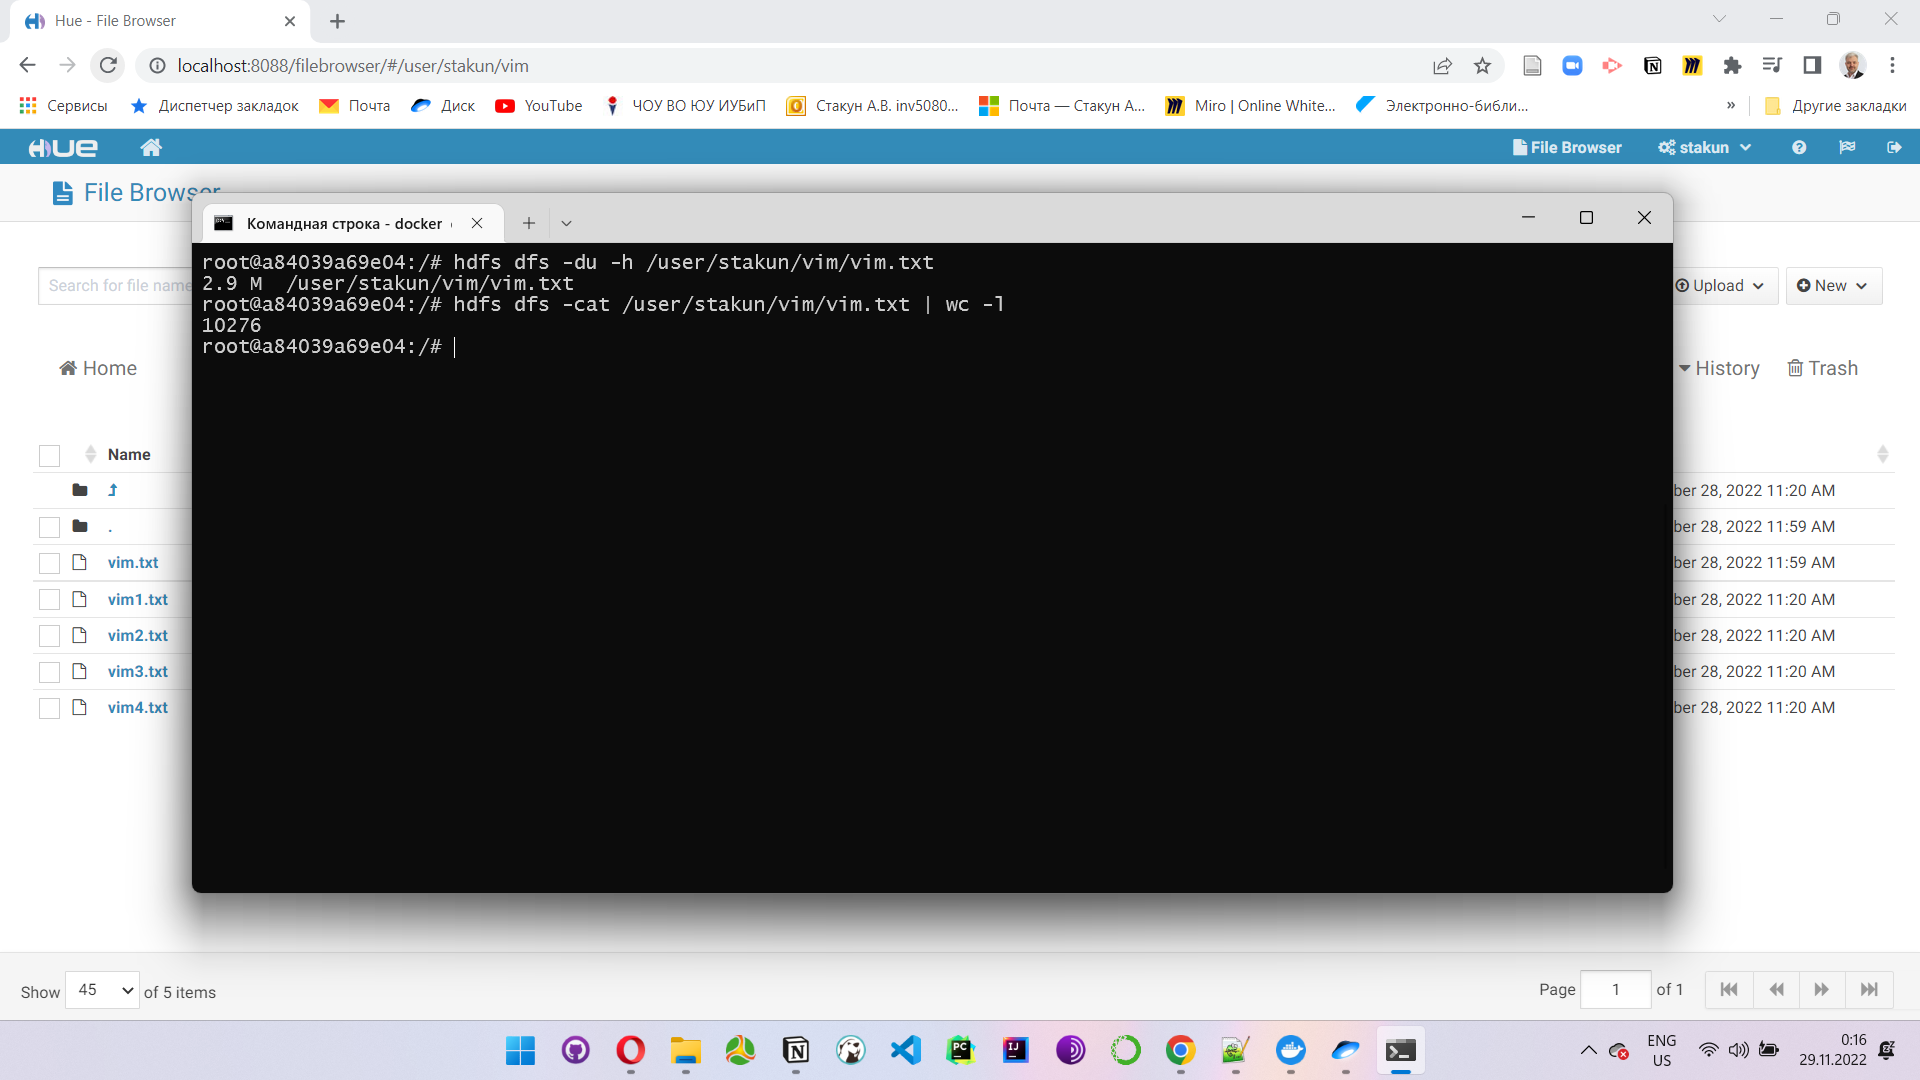 Hue - File Browser
localhost:8088/filebrowser/#/user/stakun/vim
Сервисы Диспетчер закладок Почта Диск YouTube ЧОУ ВО ЮУ ИУБиП Стакун А.В. inv5080... Почта — Стакун А... Miro | Online White... Электронно-библи... » Другие закладки
HUE File Browser stakun
File Browser
Командная строка - docker
root@a84039a69e04:/# hdfs dfs -du -h /user/stakun/vim/vim.txt
2.9 M /user/stakun/vim/vim.txt
root@a84039a69e04:/# hdfs dfs -cat /user/stakun/vim/vim.txt | wc -l
10276
root@a84039a69e04:/#
Search for file name Upload New
Home History Trash
Name
ber 28, 2022 11:20 AM
. ber 28, 2022 11:59 AM
vim.txt ber 28, 2022 11:59 AM
vim1.txt ber 28, 2022 11:20 AM
vim2.txt ber 28, 2022 11:20 AM
vim3.txt ber 28, 2022 11:20 AM
vim4.txt ber 28, 2022 11:20 AM
Show 45 of 5 items Page 1 of 1
PC IJ ENG US 0:16 29.11.2022